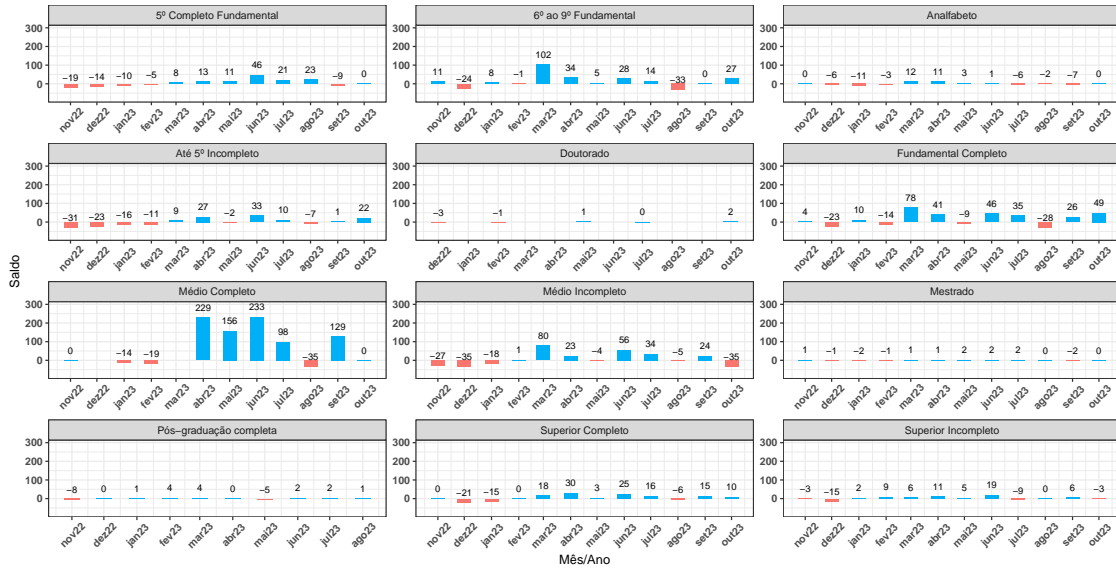 5º Completo Fundamental
6º ao 9º Fundamental
Analfabeto
300
200
100
0
−19 −14 −10 −5 8 13 11 46 21 23 −9 0
11 −24 8 −1 102 34 5 28 14 −33 0 27
0 −6 −11 −3 12 11 3 1 −6 −2 −7 0
nov22 dez22 jan23 fev23 mar23 abr23 mai23 jun23 jul23 ago23 set23 out23
nov22 dez22 jan23 fev23 mar23 abr23 mai23 jun23 jul23 ago23 set23 out23
nov22 dez22 jan23 fev23 mar23 abr23 mai23 jun23 jul23 ago23 set23 out23
Até 5º Incompleto
Doutorado
Fundamental Completo
300
200
100
0
−31 −23 −16 −11 9 27 −2 33 10 −7 1 22
−3 −1 1 0 2
4 −23 10 −14 78 41 −9 46 35 −28 26 49
nov22 dez22 jan23 fev23 mar23 abr23 mai23 jun23 jul23 ago23 set23 out23
dez22 jan23 mai23 jul23 out23
nov22 dez22 jan23 fev23 mar23 abr23 mai23 jun23 jul23 ago23 set23 out23
Saldo
Médio Completo
Médio Incompleto
Mestrado
300
200
100
0
0 −14 −19 229 156 233 98 −35 129 0
−27 −35 −18 1 80 23 −4 56 34 −5 24 −35
1 −1 −2 −1 1 1 2 2 2 0 −2 0
nov22 dez22 jan23 fev23 mar23 abr23 mai23 jun23 jul23 ago23 out23
nov22 dez22 jan23 fev23 mar23 abr23 mai23 jun23 jul23 ago23 set23 out23
nov22 dez22 jan23 fev23 mar23 abr23 mai23 jun23 jul23 ago23 set23 out23
Pós−graduação completa
Superior Completo
Superior Incompleto
300
200
100
0
−8 0 1 4 4 0 −5 2 2 1
0 −21 −15 0 18 30 3 25 16 −6 15 10
−3 −15 2 9 6 11 5 19 −9 0 6 −3
nov22 dez22 jan23 fev23 mar23 abr23 mai23 jun23 jul23 ago23
nov22 dez22 jan23 fev23 mar23 abr23 mai23 jun23 jul23 ago23 set23 out23
nov22 dez22 jan23 fev23 mar23 abr23 mai23 jun23 jul23 ago23 set23 out23
Mês/Ano